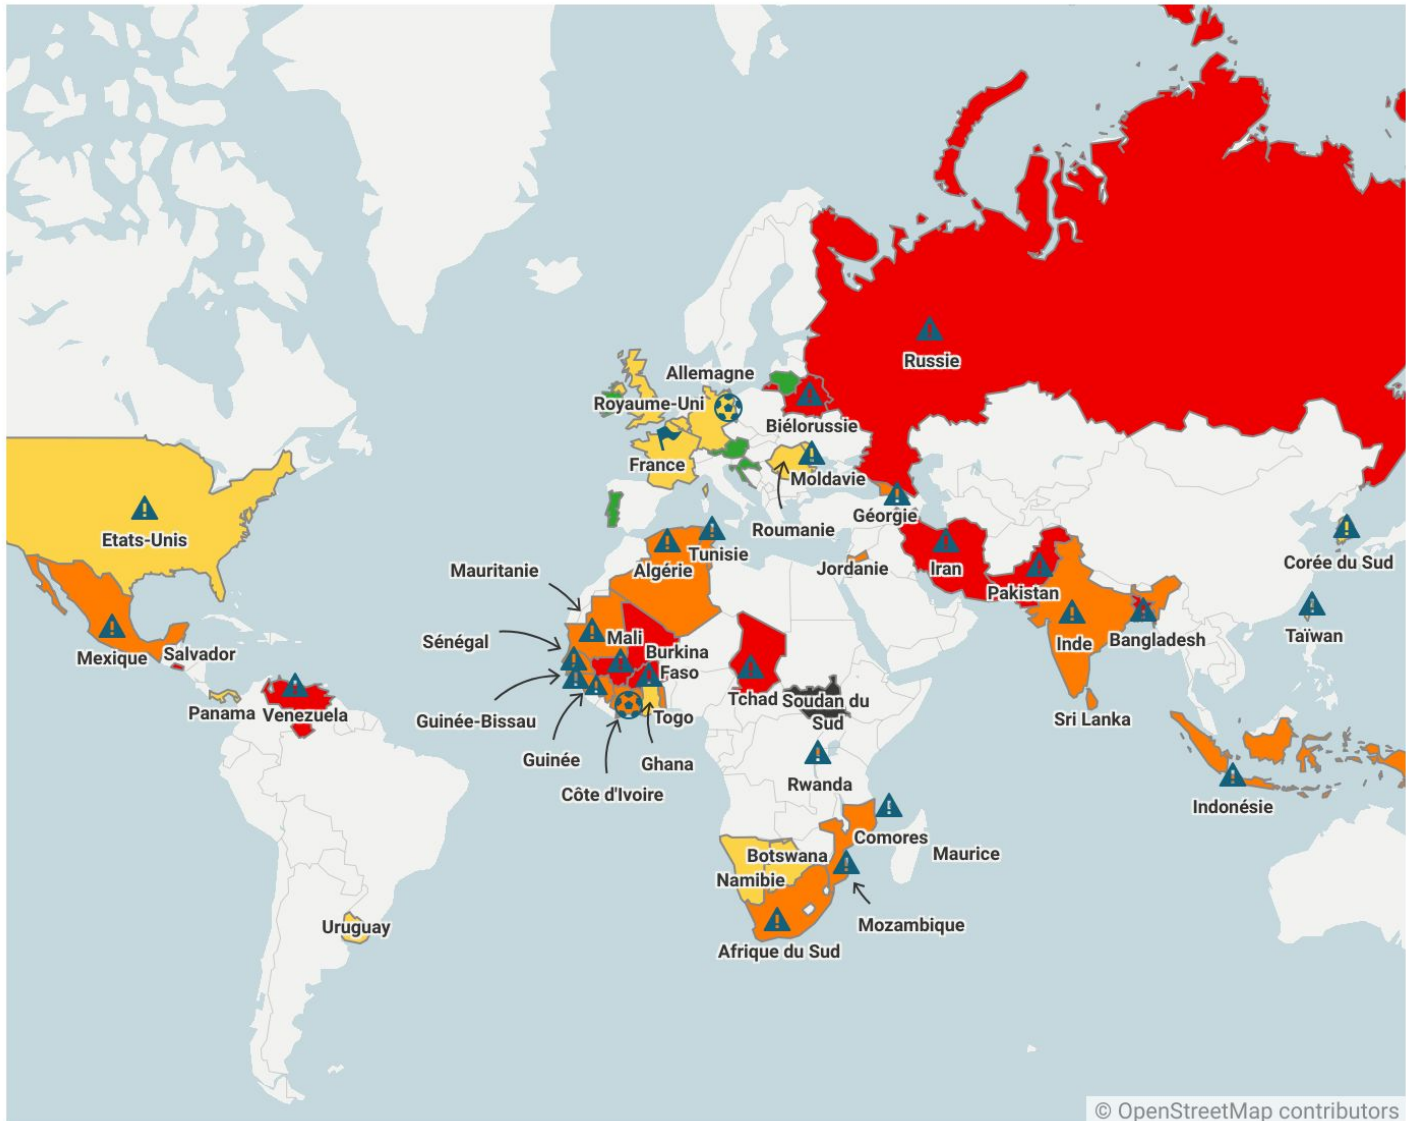 Allemagne
Russie
Royaume-Uni
Biélorussie
France
Moldavie
Roumanie
Géorgie
Etats-Unis
Tunisie
Corée du Sud
Algérie
Jordanie
Iran
Mauritanie
Pakistan
Taïwan
Sénégal
Mali
Inde
Bangladesh
Mexique
Salvador
Burkina
Faso
Tchad
Soudan du
Sud
Panama
Venezuela
Guinée-Bissau
Togo
Sri Lanka
Guinée
Ghana
Rwanda
Côte d'Ivoire
Indonésie
Comores
Maurice
Botswana
Namibie
Uruguay
Mozambique
Afrique du Sud
© OpenStreetMap contributors